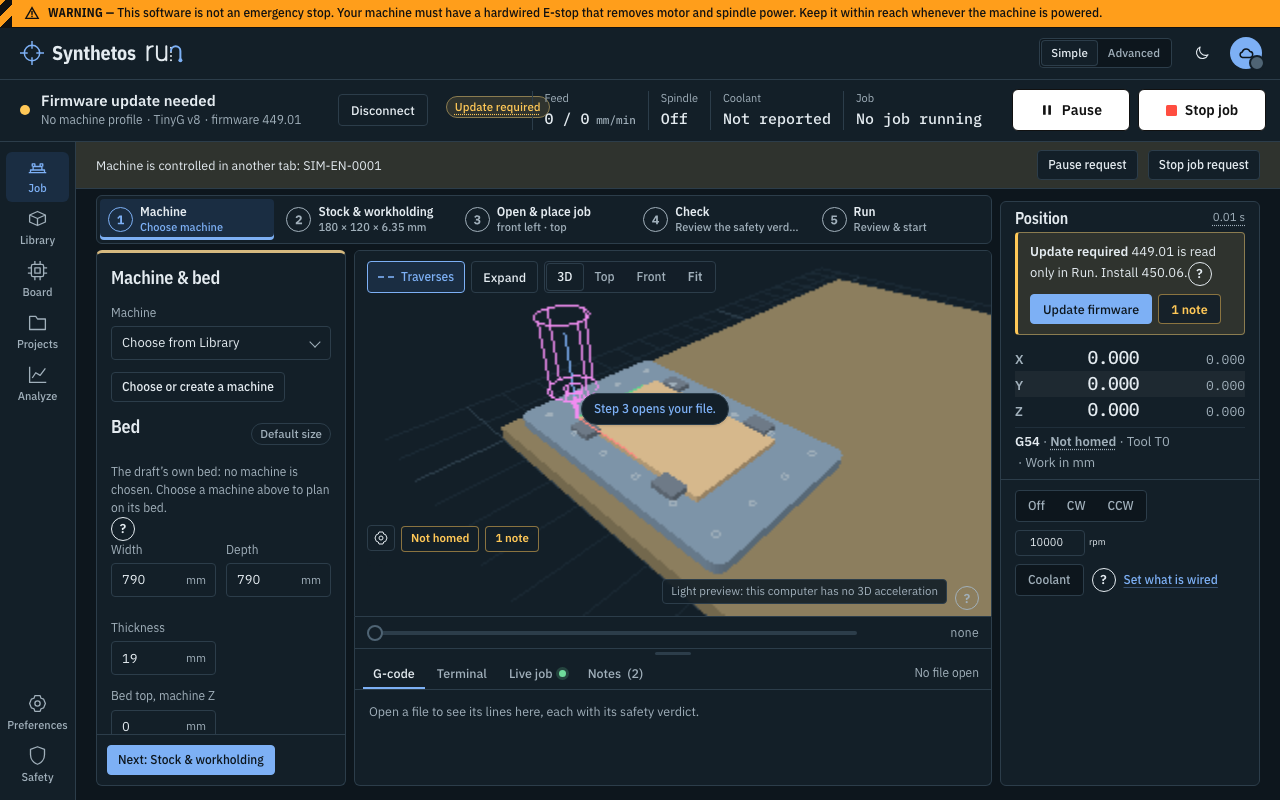 WARNING — This software is not an emergency stop. Your machine must have a hardwired E-stop that removes motor and spindle power. Keep it within reach whenever the machine is powered.
Synthetos run
Simple
Advanced
Firmware update needed
No machine profile · TinyG v8 · firmware 449.01
Disconnect
Update required
Feed
0 / 0 mm/min
Spindle
Off
Coolant
Not reported
Job
No job running
Pause
Stop job
Machine is controlled in another tab: SIM-EN-0001
Pause request
Stop job request
Job
Library
Board
Projects
Analyze
Preferences
Safety
1
Machine
Choose machine
2
Stock & workholding
180 × 120 × 6.35 mm
3
Open & place job
front left · top
4
Check
Review the safety verd…
5
Run
Review & start
Machine & bed
Machine
Choose from Library
Choose or create a machine
Bed
Default size
The draft's own bed: no machine is
chosen. Choose a machine above to plan
on its bed.
?
Width
Depth
790 mm
790 mm
Thickness
19 mm
Bed top, machine Z
0 mm
Next: Stock & workholding
Traverses
Expand
3D
Top
Front
Fit
Step 3 opens your file.
Not homed
1 note
Light preview: this computer has no 3D acceleration
?
none
G-code
Terminal
Live job
Notes (2)
No file open
Open a file to see its lines here, each with its safety verdict.
Position
0.01 s
Update required 449.01 is read
only in Run. Install 450.06.
?
Update firmware
1 note
X 0.000 0.000
Y 0.000 0.000
Z 0.000 0.000
G54 · Not homed · Tool T0
· Work in mm
Off
CW
CCW
10000 rpm
Coolant
?
Set what is wired